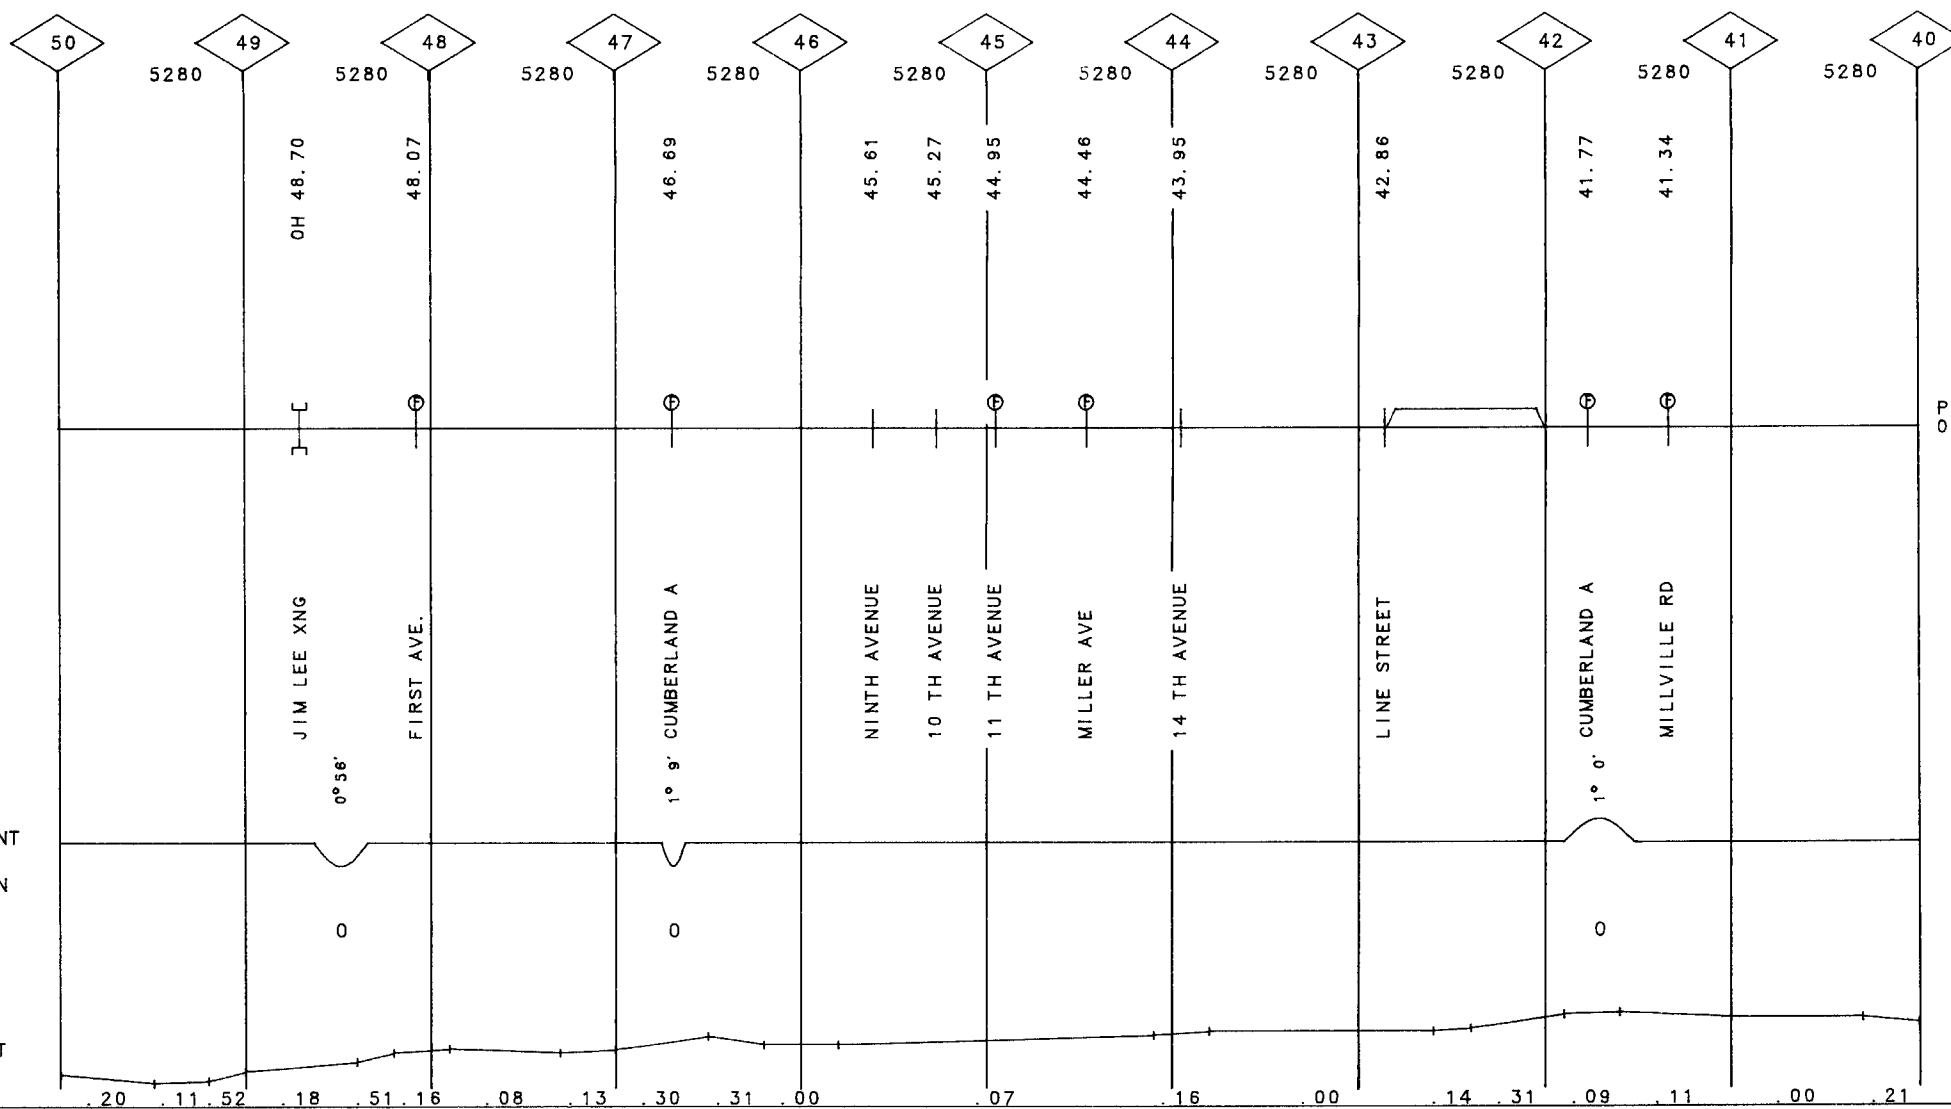 50 49 48 47 46 45 44 43 42 41 40
5280 5280 5280 5280 5280 5280 5280 5280 5280 5280
OH 48.70
48.07
46.69
45.61
45.27
44.95
44.46
43.95
42.86
41.77
41.34
F F F F F F
P
O
JIM LEE XNG
FIRST AVE.
CUMBERLAND A
NINTH AVENUE
10 TH AVENUE
11 TH AVENUE
MILLER AVE
14 TH AVENUE
LINE STREET
CUMBERLAND A
MILLVILLE RD
0°56'
1° 9'
1° 0'
NT
N
0 0 0
T
.20 .11 .52 .18 .51 .16 .08 .13 .30 .31 .00 .07 .16 .00 .14 .31 .09 .11 .00 .21